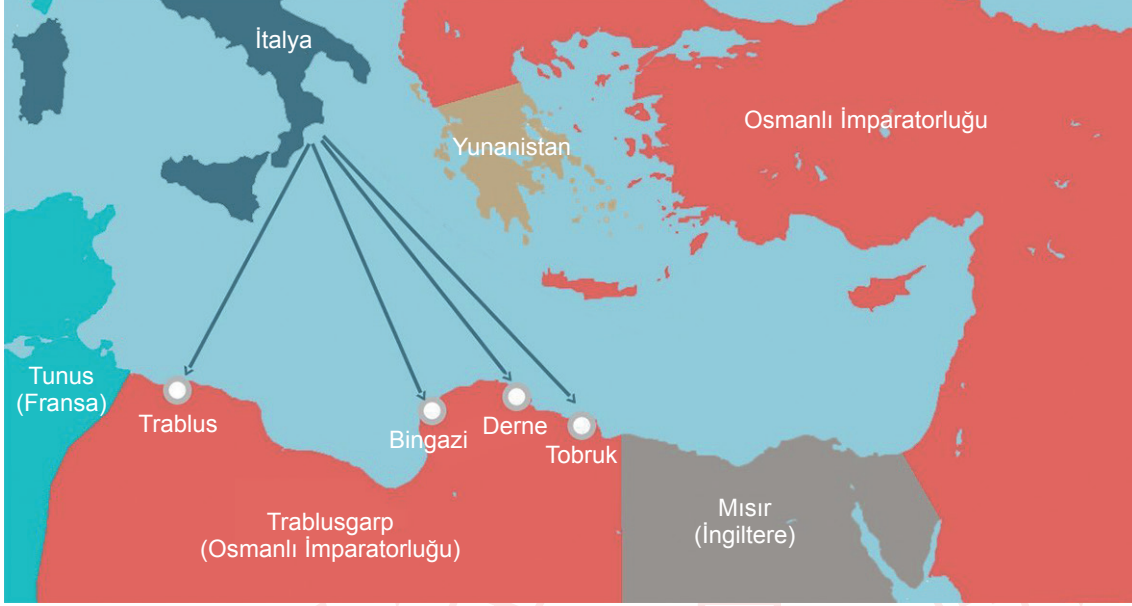 İtalya
Osmanlı İmparatorluğu
Yunanistan
Tunus
(Fransa)
Trablus
Bingazi
Derne
Tobruk
Trablusgarp
(Osmanlı İmparatorluğu)
Mısır
(İngiltere)